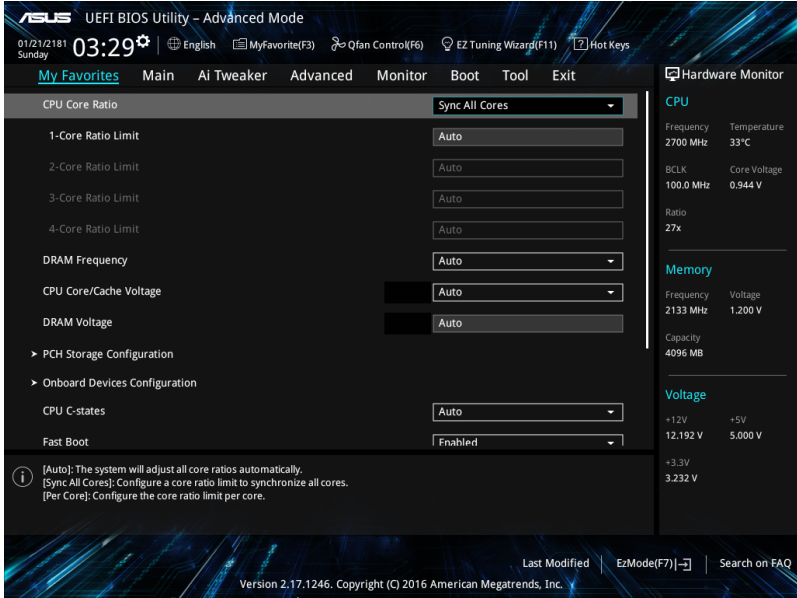 ASUS UEFI BIOS Utility – Advanced Mode
01/21/2181
Sunday
03:29
English
MyFavorite(F3)
Qfan Control(F6)
EZ Tuning Wizard(F11)
? Hot Keys
My Favorites Main Ai Tweaker Advanced Monitor Boot Tool Exit
Hardware Monitor
CPU Core Ratio Sync All Cores
1-Core Ratio Limit Auto
2-Core Ratio Limit Auto
3-Core Ratio Limit Auto
4-Core Ratio Limit Auto
DRAM Frequency Auto
CPU Core/Cache Voltage Auto
DRAM Voltage Auto
PCH Storage Configuration
Onboard Devices Configuration
CPU C-states Auto
Fast Boot Enabled
CPU
Frequency Temperature
2700 MHz 33°C
BCLK Core Voltage
100.0 MHz 0.944 V
Ratio
27x
Memory
Frequency Voltage
2133 MHz 1.200 V
Capacity
4096 MB
Voltage
+12V +5V
12.192 V 5.000 V
+3.3V
3.232 V
[Auto]: The system will adjust all core ratios automatically.
[Sync All Cores]: Configure a core ratio limit to synchronize all cores.
[Per Core]: Configure the core ratio limit per core.
Last Modified EzMode(F7) Search on FAQ
Version 2.17.1246. Copyright (C) 2016 American Megatrends, Inc.